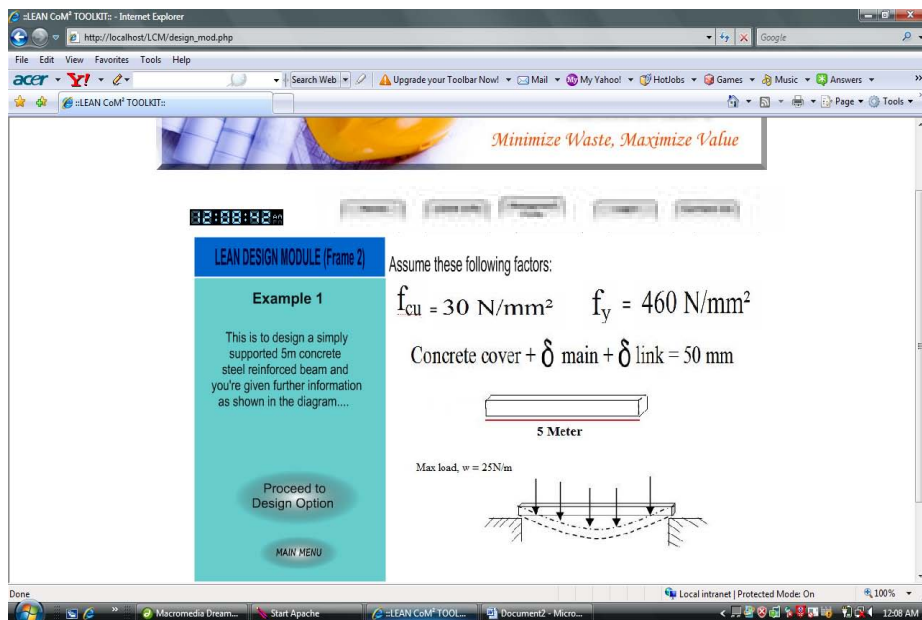 ::LEAN CoM² TOOLKIT:: - Internet Explorer
http://localhost/LCM/design_mod.php
Google
File Edit View Favorites Tools Help
acer Y! Search Web Upgrade your Toolbar Now! Mail My Yahoo! HotJobs Games Music Answers »
::LEAN CoM² TOOLKIT:: Page Tools
Minimize Waste, Maximize Value
12:08:42 AM
LEAN DESIGN MODULE (Frame 2)
Example 1
This is to design a simply
supported 5m concrete
steel reinforced beam and
you're given further information
as shown in the diagram....
Proceed to
Design Option
MAIN MENU
Assume these following factors:
fcu = 30 N/mm² fy = 460 N/mm²
Concrete cover + δ main + δ link = 50 mm
5 Meter
Max load, w = 25N/m
Done Local intranet | Protected Mode: On 100%
» Macromedia Dream... Start Apache ::LEAN CoM² TOOL... Document2 - Micro... 12:08 AM